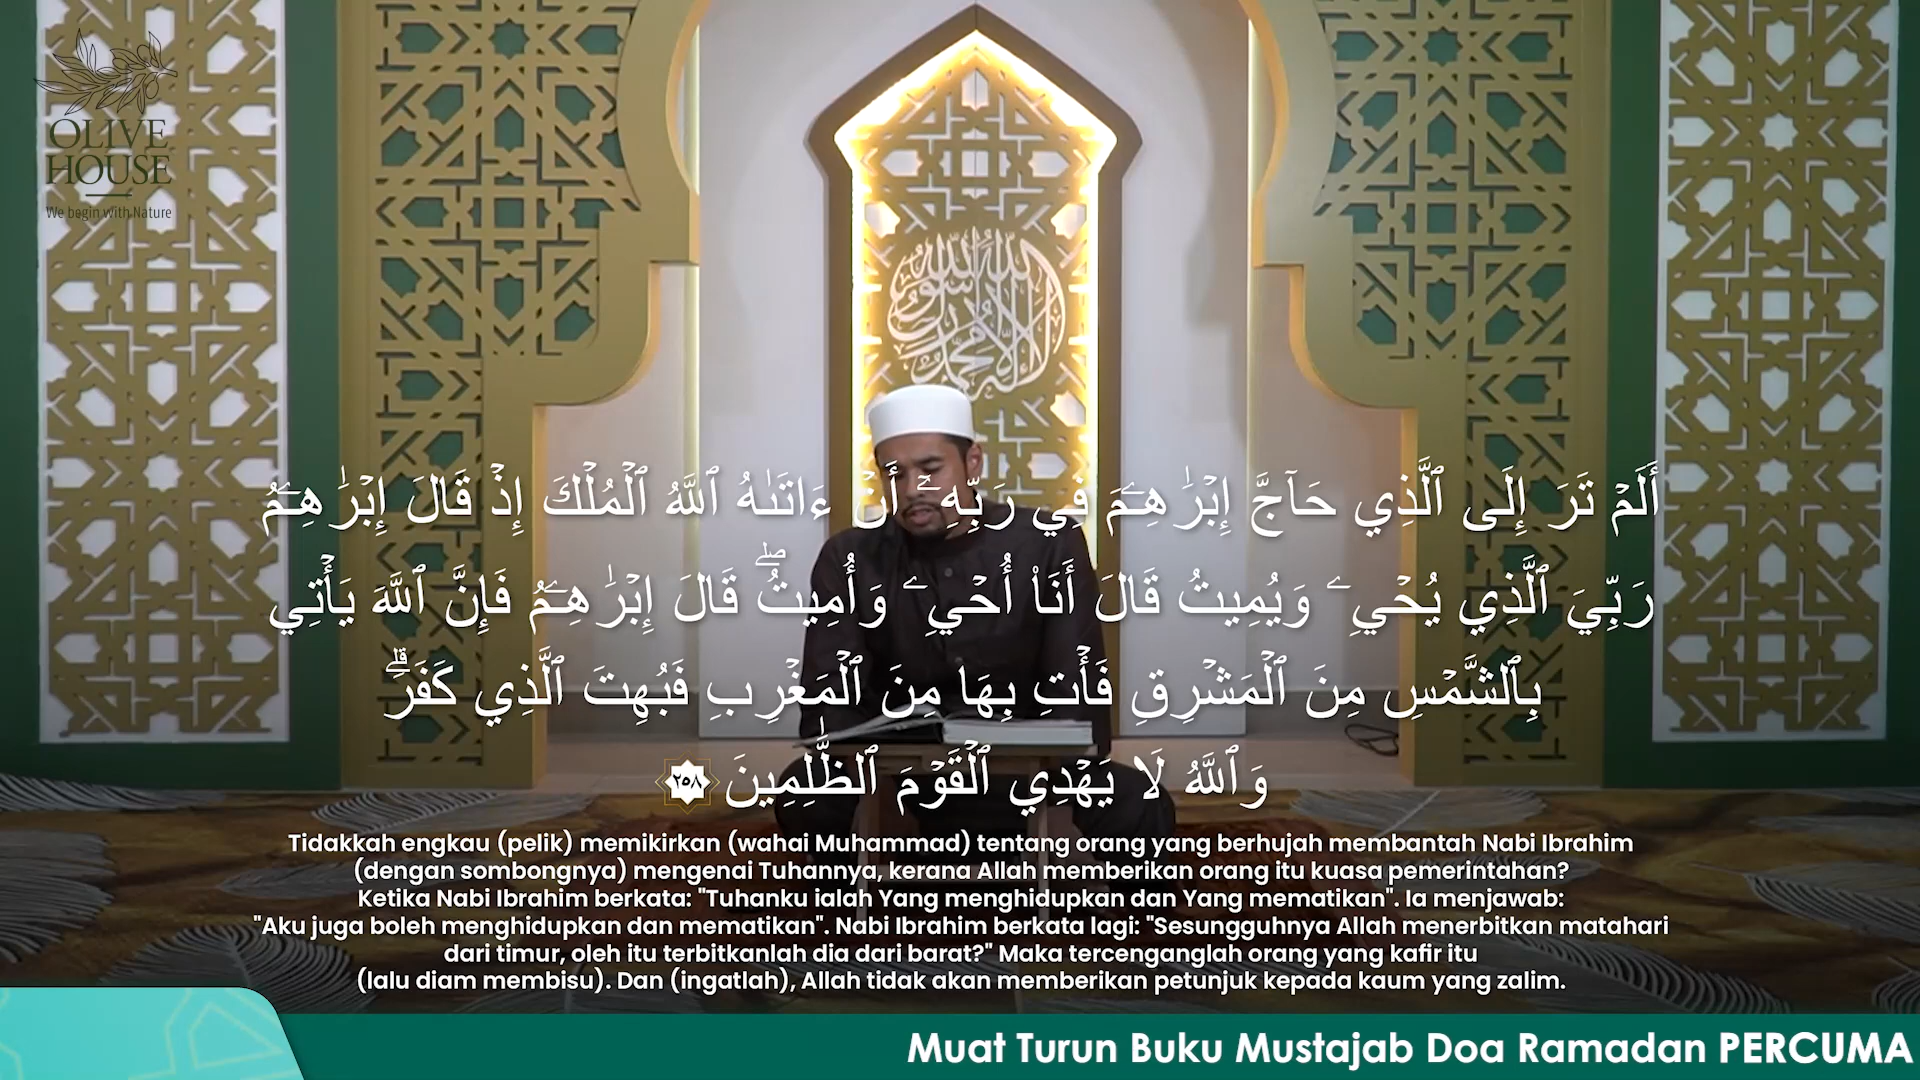 OLIVE
HOUSE
We begin with Nature
أَلَمْ تَرَ إِلَى ٱلَّذِي حَآجَّ إِبْرَٰهِـۧمَ فِي رَبِّهِۦٓ أَنْ ءَاتَىٰهُ ٱللَّهُ ٱلْمُلْكَ إِذْ قَالَ إِبْرَٰهِـۧمُ
رَبِّيَ ٱلَّذِي يُحْيِۦ وَيُمِيتُ قَالَ أَنَا۠ أُحْيِۦ وَأُمِيتُۖ قَالَ إِبْرَٰهِـۧمُ فَإِنَّ ٱللَّهَ يَأْتِي
بِٱلشَّمْسِ مِنَ ٱلْمَشْرِقِ فَأْتِ بِهَا مِنَ ٱلْمَغْرِبِ فَبُهِتَ ٱلَّذِي كَفَرَۗ
وَٱللَّهُ لَا يَهْدِي ٱلْقَوْمَ ٱلظَّٰلِمِينَ ٢٥٨
Tidakkah engkau (pelik) memikirkan (wahai Muhammad) tentang orang yang berhujah membantah Nabi Ibrahim
(dengan sombongnya) mengenai Tuhannya, kerana Allah memberikan orang itu kuasa pemerintahan?
Ketika Nabi Ibrahim berkata: "Tuhanku ialah Yang menghidupkan dan Yang mematikan". Ia menjawab:
"Aku juga boleh menghidupkan dan mematikan". Nabi Ibrahim berkata lagi: "Sesungguhnya Allah menerbitkan matahari
dari timur, oleh itu terbitkanlah dia dari barat?" Maka tercenganglah orang yang kafir itu
(lalu diam membisu). Dan (ingatlah), Allah tidak akan memberikan petunjuk kepada kaum yang zalim.
Muat Turun Buku Mustajab Doa Ramadan PERCUMA